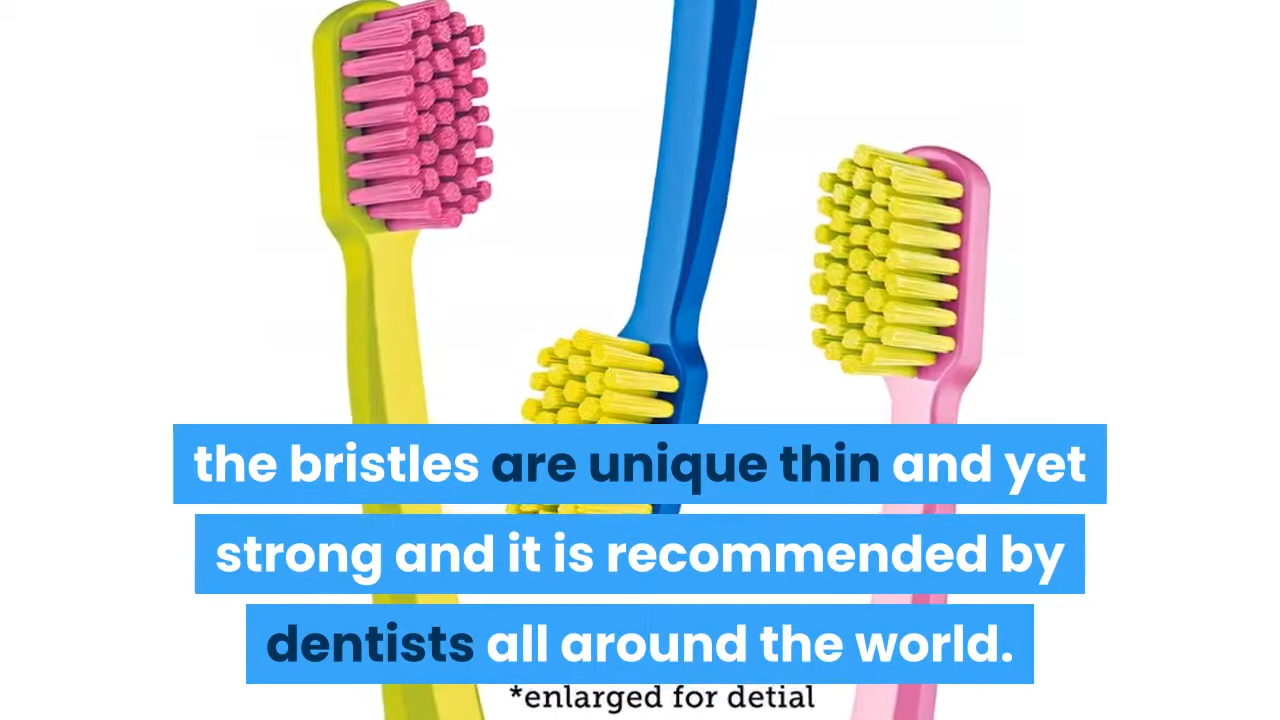 the bristles are unique thin and yet
strong and it is recommended by
dentists all around the world.
*enlarged for detial